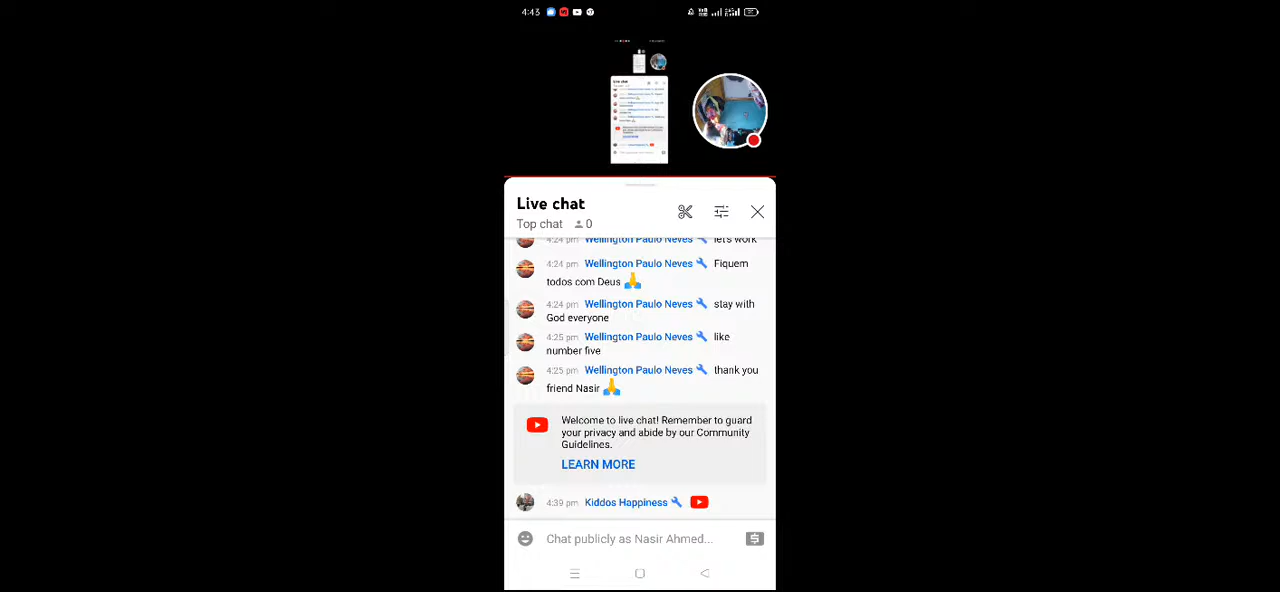 4:43
Live chat
Top chat 0
4:24 pm Wellington Paulo Neves let's work
4:24 pm Wellington Paulo Neves Fiquem
todos com Deus 🙏
4:24 pm Wellington Paulo Neves stay with
God everyone
4:25 pm Wellington Paulo Neves like
number five
4:25 pm Wellington Paulo Neves thank you
friend Nasir 🙏
Welcome to live chat! Remember to guard
your privacy and abide by our Community
Guidelines.
LEARN MORE
4:39 pm Kiddos Happiness
Chat publicly as Nasir Ahmed...